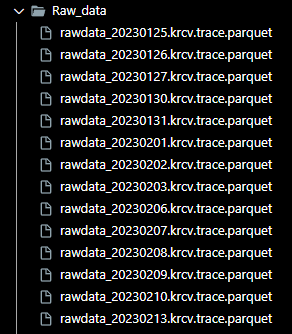 Raw_data
rawdata_20230125.krcv.trace.parquet
rawdata_20230126.krcv.trace.parquet
rawdata_20230127.krcv.trace.parquet
rawdata_20230130.krcv.trace.parquet
rawdata_20230131.krcv.trace.parquet
rawdata_20230201.krcv.trace.parquet
rawdata_20230202.krcv.trace.parquet
rawdata_20230203.krcv.trace.parquet
rawdata_20230206.krcv.trace.parquet
rawdata_20230207.krcv.trace.parquet
rawdata_20230208.krcv.trace.parquet
rawdata_20230209.krcv.trace.parquet
rawdata_20230210.krcv.trace.parquet
rawdata_20230213.krcv.trace.parquet